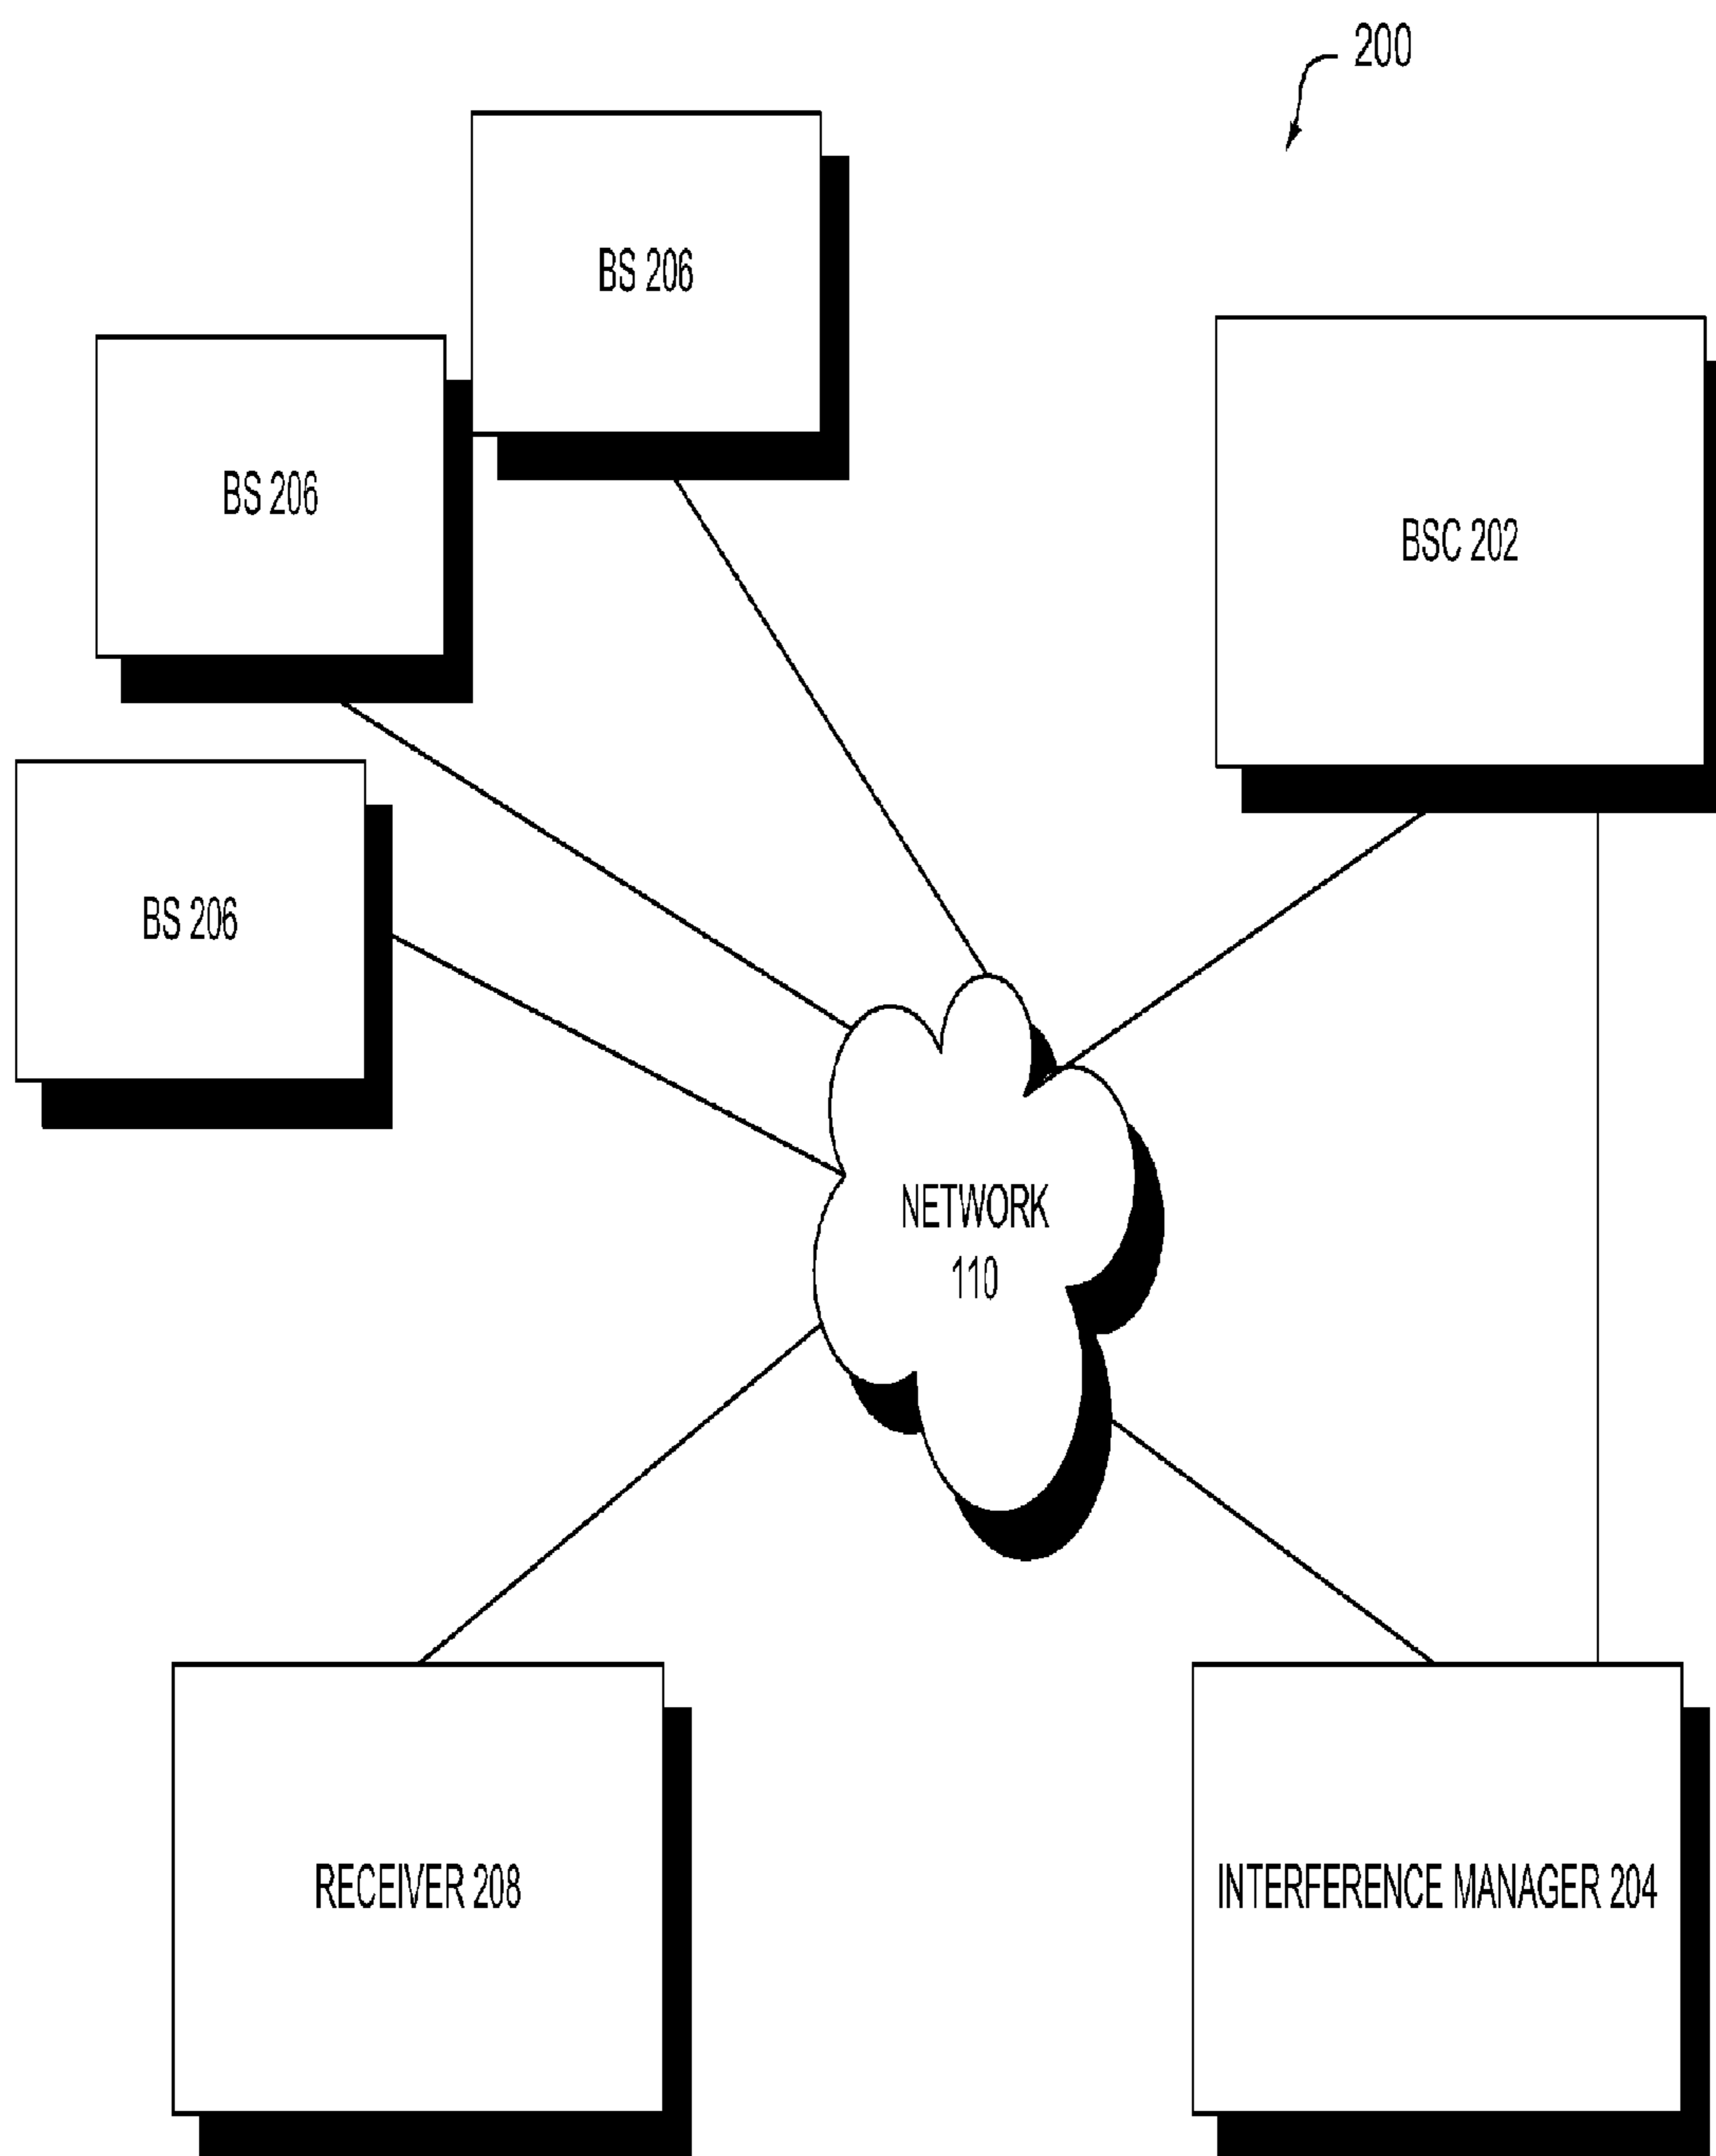 200
BS 206
BS 206
BSC 202
BS 206
NETWORK
110
RECEIVER 208
INTERFERENCE MANAGER 204